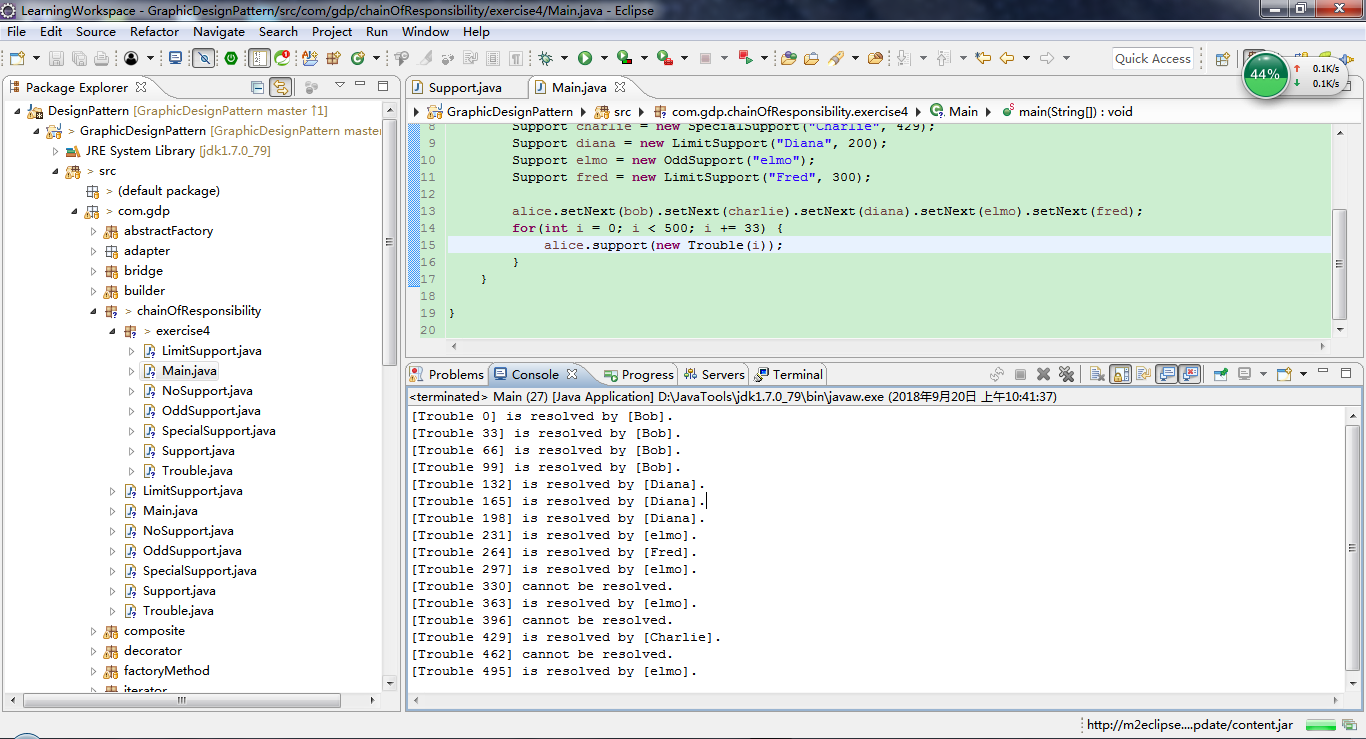 LearningWorkspace - GraphicDesignPattern/src/com/gdp/chainOfResponsibility/exercise4/Main.java - Eclipse
File Edit Source Refactor Navigate Search Project Run Window Help
Quick Access
44%
0.1K/s
0.1K/s
Package Explorer
DesignPattern [GraphicDesignPattern master ↑1]
> GraphicDesignPattern [GraphicDesignPattern master
JRE System Library [jdk1.7.0_79]
> src
> (default package)
> com.gdp
abstractFactory
adapter
bridge
builder
> chainOfResponsibility
> exercise4
LimitSupport.java
Main.java
NoSupport.java
OddSupport.java
SpecialSupport.java
Support.java
Trouble.java
LimitSupport.java
Main.java
NoSupport.java
OddSupport.java
SpecialSupport.java
Support.java
Trouble.java
composite
decorator
factoryMethod
iterator
Support.java Main.java
GraphicDesignPattern src com.gdp.chainOfResponsibility.exercise4 Main main(String[]) : void
8 Support charlie = new SpecialSupport("Charlie", 429);
9 Support diana = new LimitSupport("Diana", 200);
10 Support elmo = new OddSupport("elmo");
11 Support fred = new LimitSupport("Fred", 300);
12
13 alice.setNext(bob).setNext(charlie).setNext(diana).setNext(elmo).setNext(fred);
14 for(int i = 0; i < 500; i += 33) {
15 alice.support(new Trouble(i));
16 }
17 }
18
19 }
20
Problems Console Progress Servers Terminal
<terminated> Main (27) [Java Application] D:\JavaTools\jdk1.7.0_79\bin\javaw.exe (2018年9月20日 上午10:41:37)
[Trouble 0] is resolved by [Bob].
[Trouble 33] is resolved by [Bob].
[Trouble 66] is resolved by [Bob].
[Trouble 99] is resolved by [Bob].
[Trouble 132] is resolved by [Diana].
[Trouble 165] is resolved by [Diana].
[Trouble 198] is resolved by [Diana].
[Trouble 231] is resolved by [elmo].
[Trouble 264] is resolved by [Fred].
[Trouble 297] is resolved by [elmo].
[Trouble 330] cannot be resolved.
[Trouble 363] is resolved by [elmo].
[Trouble 396] cannot be resolved.
[Trouble 429] is resolved by [Charlie].
[Trouble 462] cannot be resolved.
[Trouble 495] is resolved by [elmo].
http://m2eclipse....pdate/content.jar